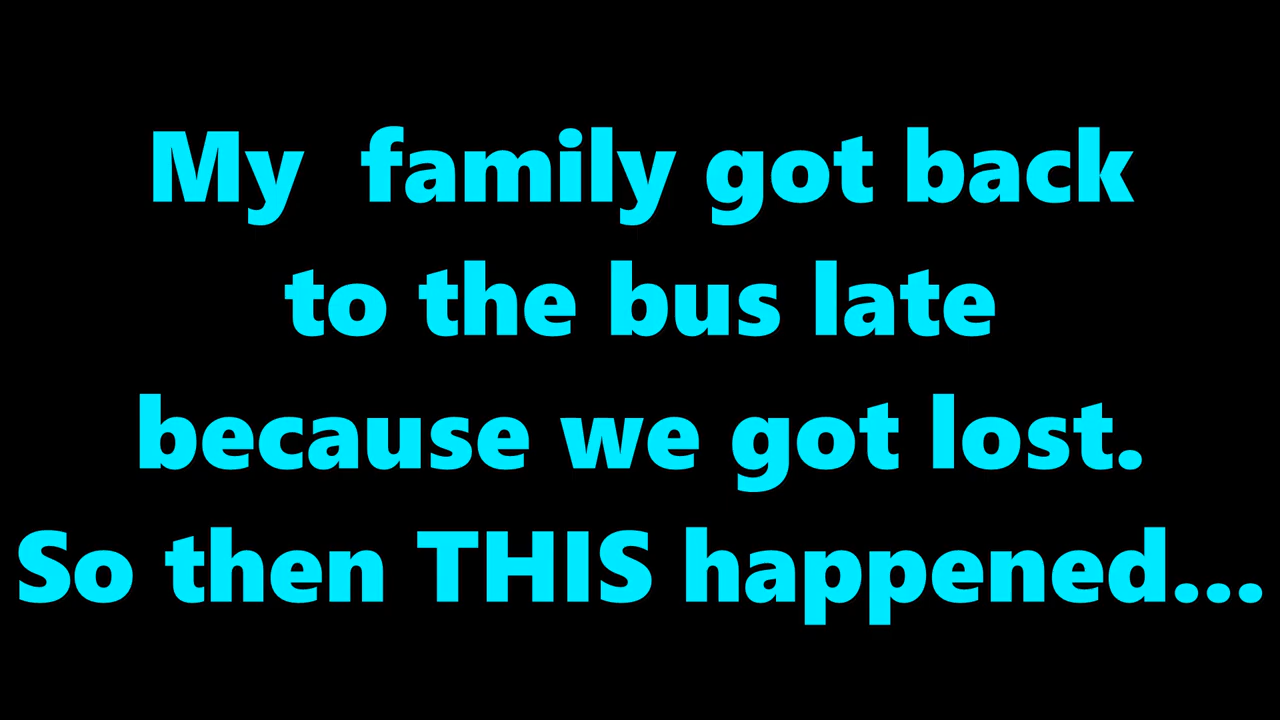 My  family got back
to the bus late
because we got lost.
So then THIS happened...